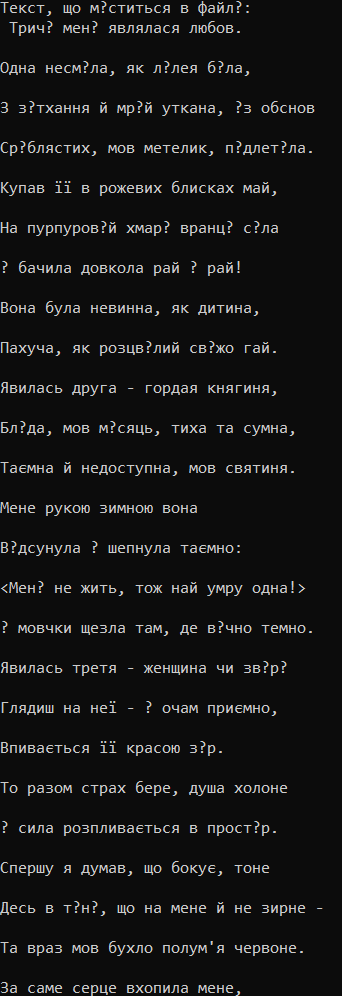 Текст, що м?ститься в файл?:
Трич? мен? являлася любов.
Одна несм?ла, як л?лея б?ла,
З з?тхання й мр?й уткана, ?з обснов
Ср?блястих, мов метелик, п?длет?ла.
Купав її в рожевих блисках май,
На пурпуров?й хмар? вранц? с?ла
? бачила довкола рай ? рай!
Вона була невинна, як дитина,
Пахуча, як розцв?лий св?жо гай.
Явилась друга - гордая княгиня,
Бл?да, мов м?сяць, тиха та сумна,
Таємна й недоступна, мов святиня.
Мене рукою зимною вона
В?дсунула ? шепнула таємно:
<Мен? не жить, тож най умру одна!>
? мовчки щезла там, де в?чно темно.
Явилась третя - женщина чи зв?р?
Глядиш на неї - ? очам приємно,
Впивається її красою з?р.
То разом страх бере, душа холоне
? сила розпливається в прост?р.
Спершу я думав, що бокує, тоне
Десь в т?н?, що на мене й не зирне -
Та враз мов бухло полум'я червоне.
За саме серце вхопила мене,